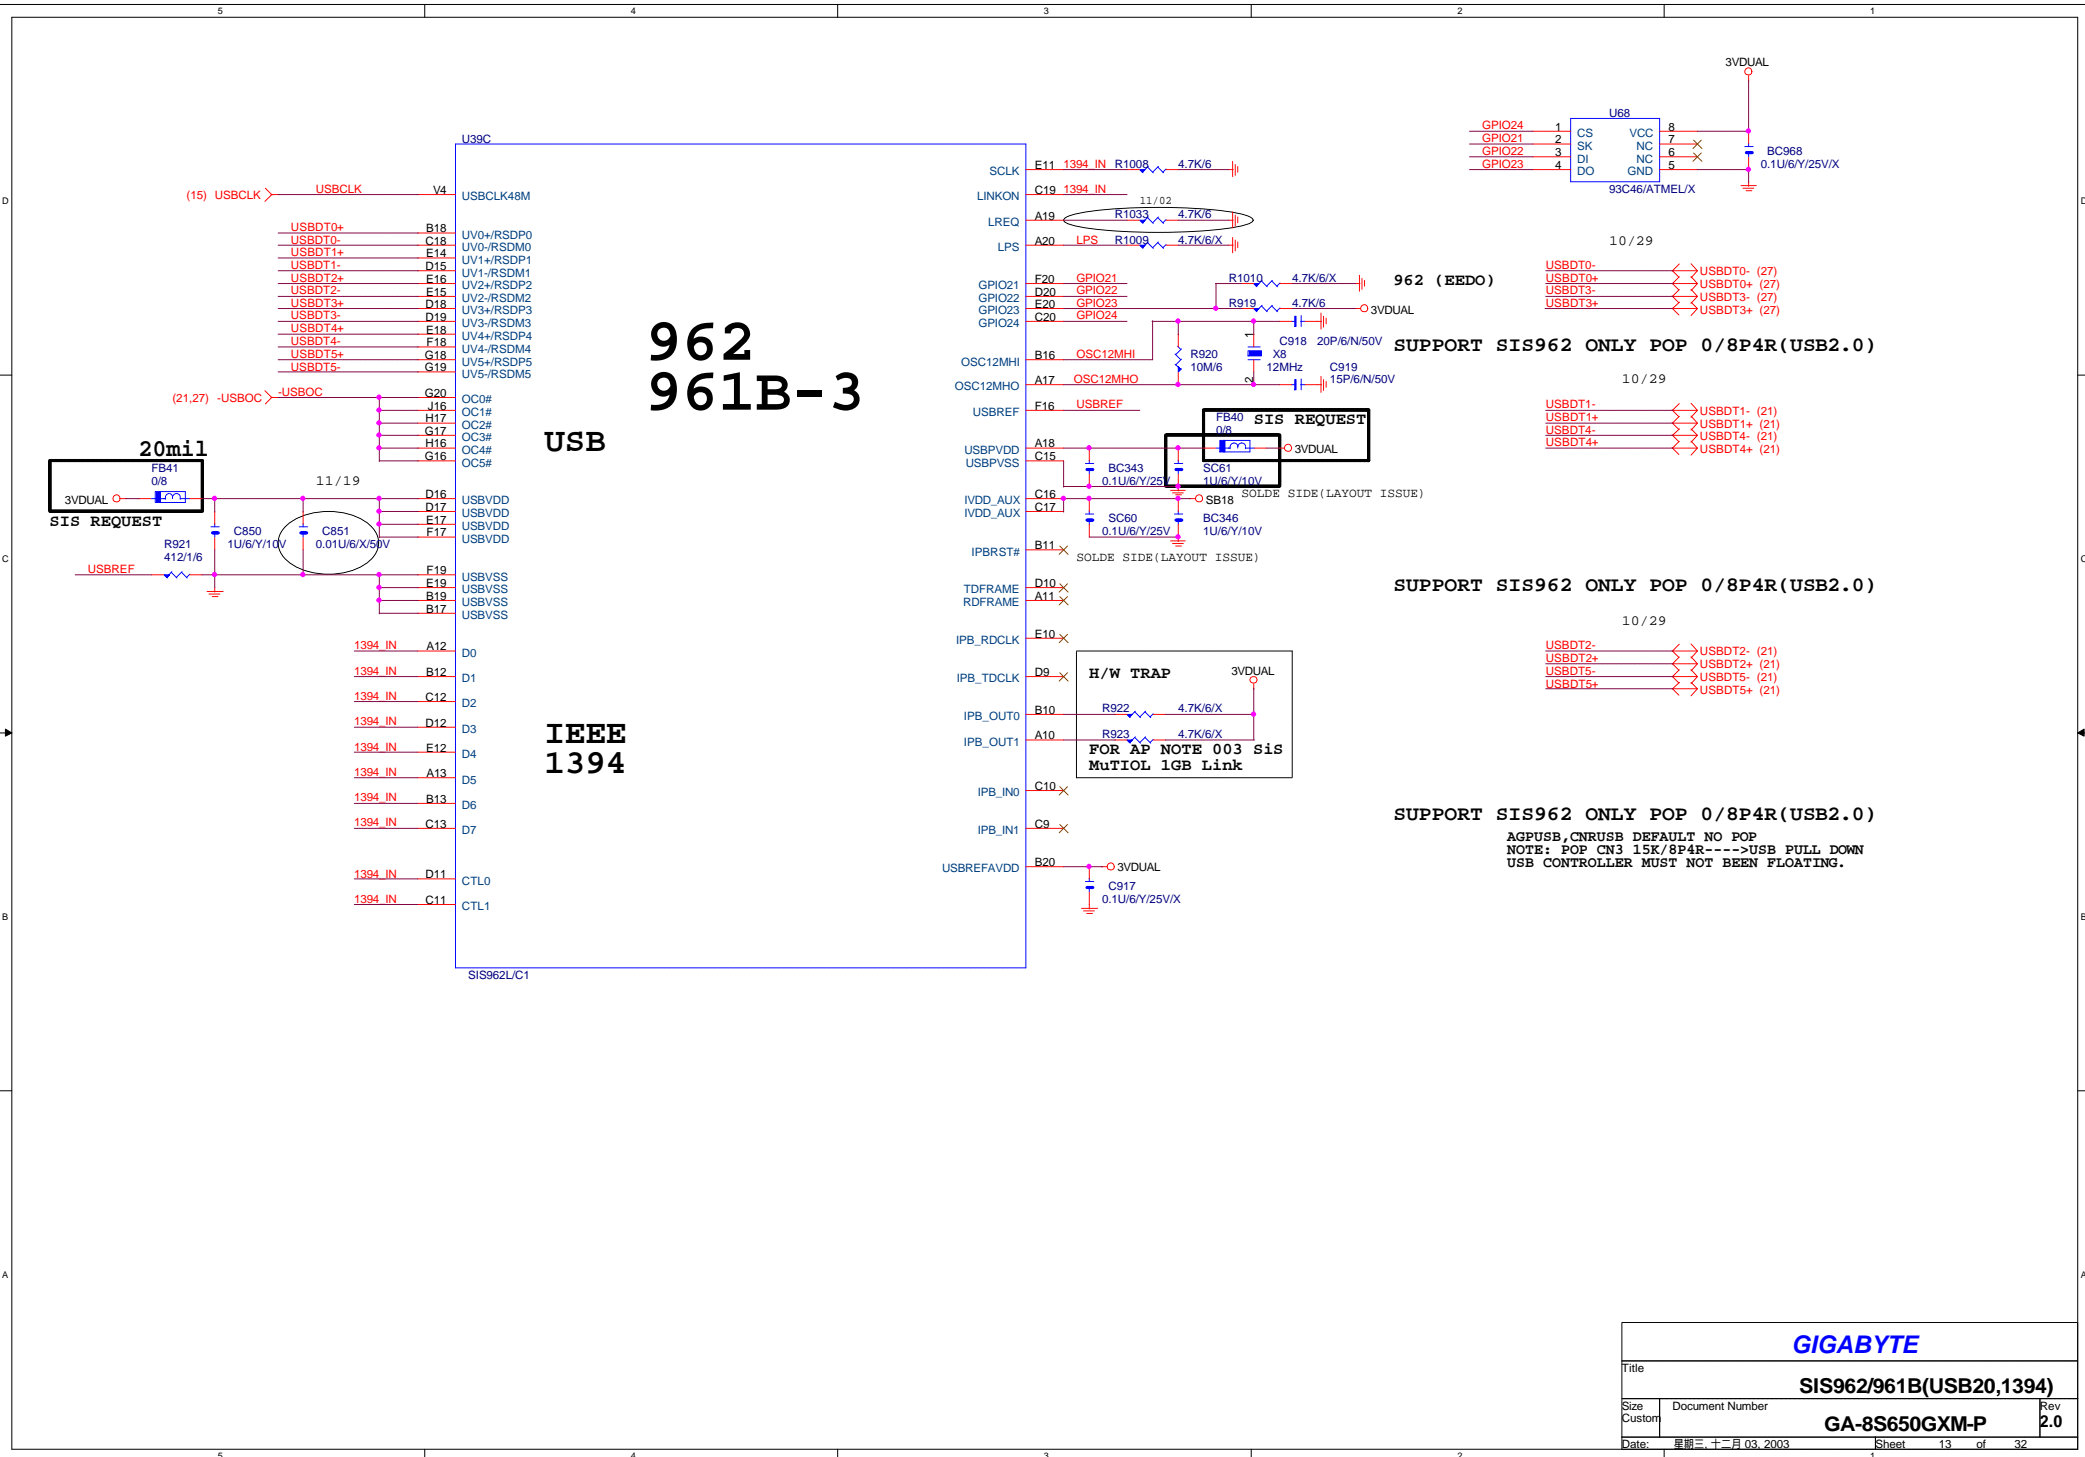 5 4 3 2 1
D
C
B
A
U39C
962
961B-3
USB
IEEE
1394
SIS962L/C1
(15) USBCLK USBCLK V4 USBCLK48M
USBDT0+ B18 UV0+/RSDP0
USBDT0- C18 UV0-/RSDM0
USBDT1+ E14 UV1+/RSDP1
USBDT1- D15 UV1-/RSDM1
USBDT2+ E16 UV2+/RSDP2
USBDT2- E15 UV2-/RSDM2
USBDT3+ D18 UV3+/RSDP3
USBDT3- D19 UV3-/RSDM3
USBDT4+ E18 UV4+/RSDP4
USBDT4- F18 UV4-/RSDM4
USBDT5+ G18 UV5+/RSDP5
USBDT5- G19 UV5-/RSDM5
(21,27) -USBOC -USBOC G20 OC0#
J16 OC1#
H17 OC2#
G17 OC3#
H16 OC4#
G16 OC5#
20mil
FB41
0/8
3VDUAL
SIS REQUEST
11/19
D16 USBVDD
D17 USBVDD
E17 USBVDD
F17 USBVDD
C850
1U/6/Y/10V
C851
0.01U/6/X/50V
R921
412/1/6
USBREF
F19 USBVSS
E19 USBVSS
B19 USBVSS
B17 USBVSS
1394_IN A12 D0
1394_IN B12 D1
1394_IN C12 D2
1394_IN D12 D3
1394_IN E12 D4
1394_IN A13 D5
1394_IN B13 D6
1394_IN C13 D7
1394_IN D11 CTL0
1394_IN C11 CTL1
SCLK E11 1394_IN R1008 4.7K/6
LINKON C19 1394_IN
11/02
LREQ A19 R1033 4.7K/6
LPS A20 LPS R1009 4.7K/6/X
GPIO21 F20 GPIO21 R1010 4.7K/6/X
GPIO22 D20 GPIO22
GPIO23 E20 GPIO23 R919 4.7K/6 3VDUAL
GPIO24 C20 GPIO24
962 (EEDO)
OSC12MHI B16 OSC12MHI
OSC12MHO A17 OSC12MHO
R920
10M/6
1
X8
12MHz
2
C918 20P/6/N/50V
C919
15P/6/N/50V
USBREF F16 USBREF
FB40
0/8
SIS REQUEST
3VDUAL
USBPVDD A18
USBPVSS C15
BC343
0.1U/6/Y/25V
SC61
1U/6/Y/10V
SOLDE SIDE(LAYOUT ISSUE)
IVDD_AUX C16 SB18
IVDD_AUX C17
SC60
0.1U/6/Y/25V
BC346
1U/6/Y/10V
IPBRST# B11
SOLDE SIDE(LAYOUT ISSUE)
TDFRAME D10
RDFRAME A11
IPB_RDCLK E10
IPB_TDCLK D9
H/W TRAP 3VDUAL
IPB_OUT0 B10 R922 4.7K/6/X
IPB_OUT1 A10 R923 4.7K/6/X
FOR AP NOTE 003 SiS
MuTIOL 1GB Link
IPB_IN0 C10
IPB_IN1 C9
USBREFAVDD B20 3VDUAL
C917
0.1U/6/Y/25V/X
3VDUAL
U68
GPIO24 1 CS VCC 8
GPIO21 2 SK NC 7
GPIO22 3 DI NC 6
GPIO23 4 DO GND 5
93C46/ATMEL/X
BC968
0.1U/6/Y/25V/X
10/29
USBDT0- USBDT0- (27)
USBDT0+ USBDT0+ (27)
USBDT3- USBDT3- (27)
USBDT3+ USBDT3+ (27)
SUPPORT SIS962 ONLY POP 0/8P4R(USB2.0)
10/29
USBDT1- USBDT1- (21)
USBDT1+ USBDT1+ (21)
USBDT4- USBDT4- (21)
USBDT4+ USBDT4+ (21)
SUPPORT SIS962 ONLY POP 0/8P4R(USB2.0)
10/29
USBDT2- USBDT2- (21)
USBDT2+ USBDT2+ (21)
USBDT5- USBDT5- (21)
USBDT5+ USBDT5+ (21)
SUPPORT SIS962 ONLY POP 0/8P4R(USB2.0)
AGPUSB,CNRUSB DEFAULT NO POP
NOTE: POP CN3 15K/8P4R---->USB PULL DOWN
USB CONTROLLER MUST NOT BEEN FLOATING.
GIGABYTE
Title
SIS962/961B(USB20,1394)
Size Document Number Rev
Custom GA-8S650GXM-P 2.0
Date: 星期三, 十二月 03, 2003 Sheet 13 of 32
D
C
B
A
5 4 3 2 1